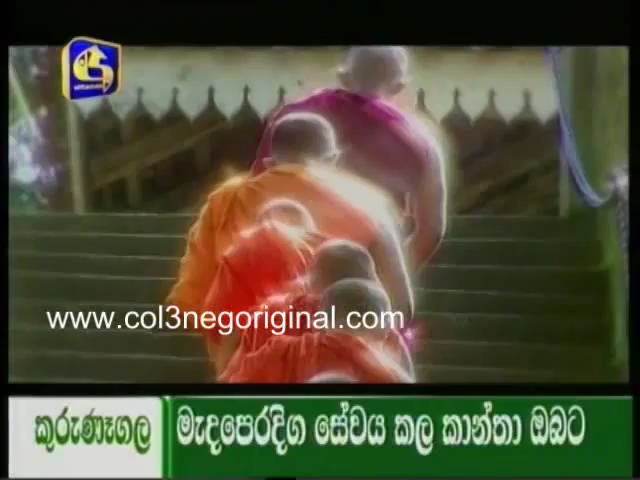 www.col3negoriginal.com
කුරුණෑගල
මැදපෙරදිග සේවය කල කාන්තා ඔබට